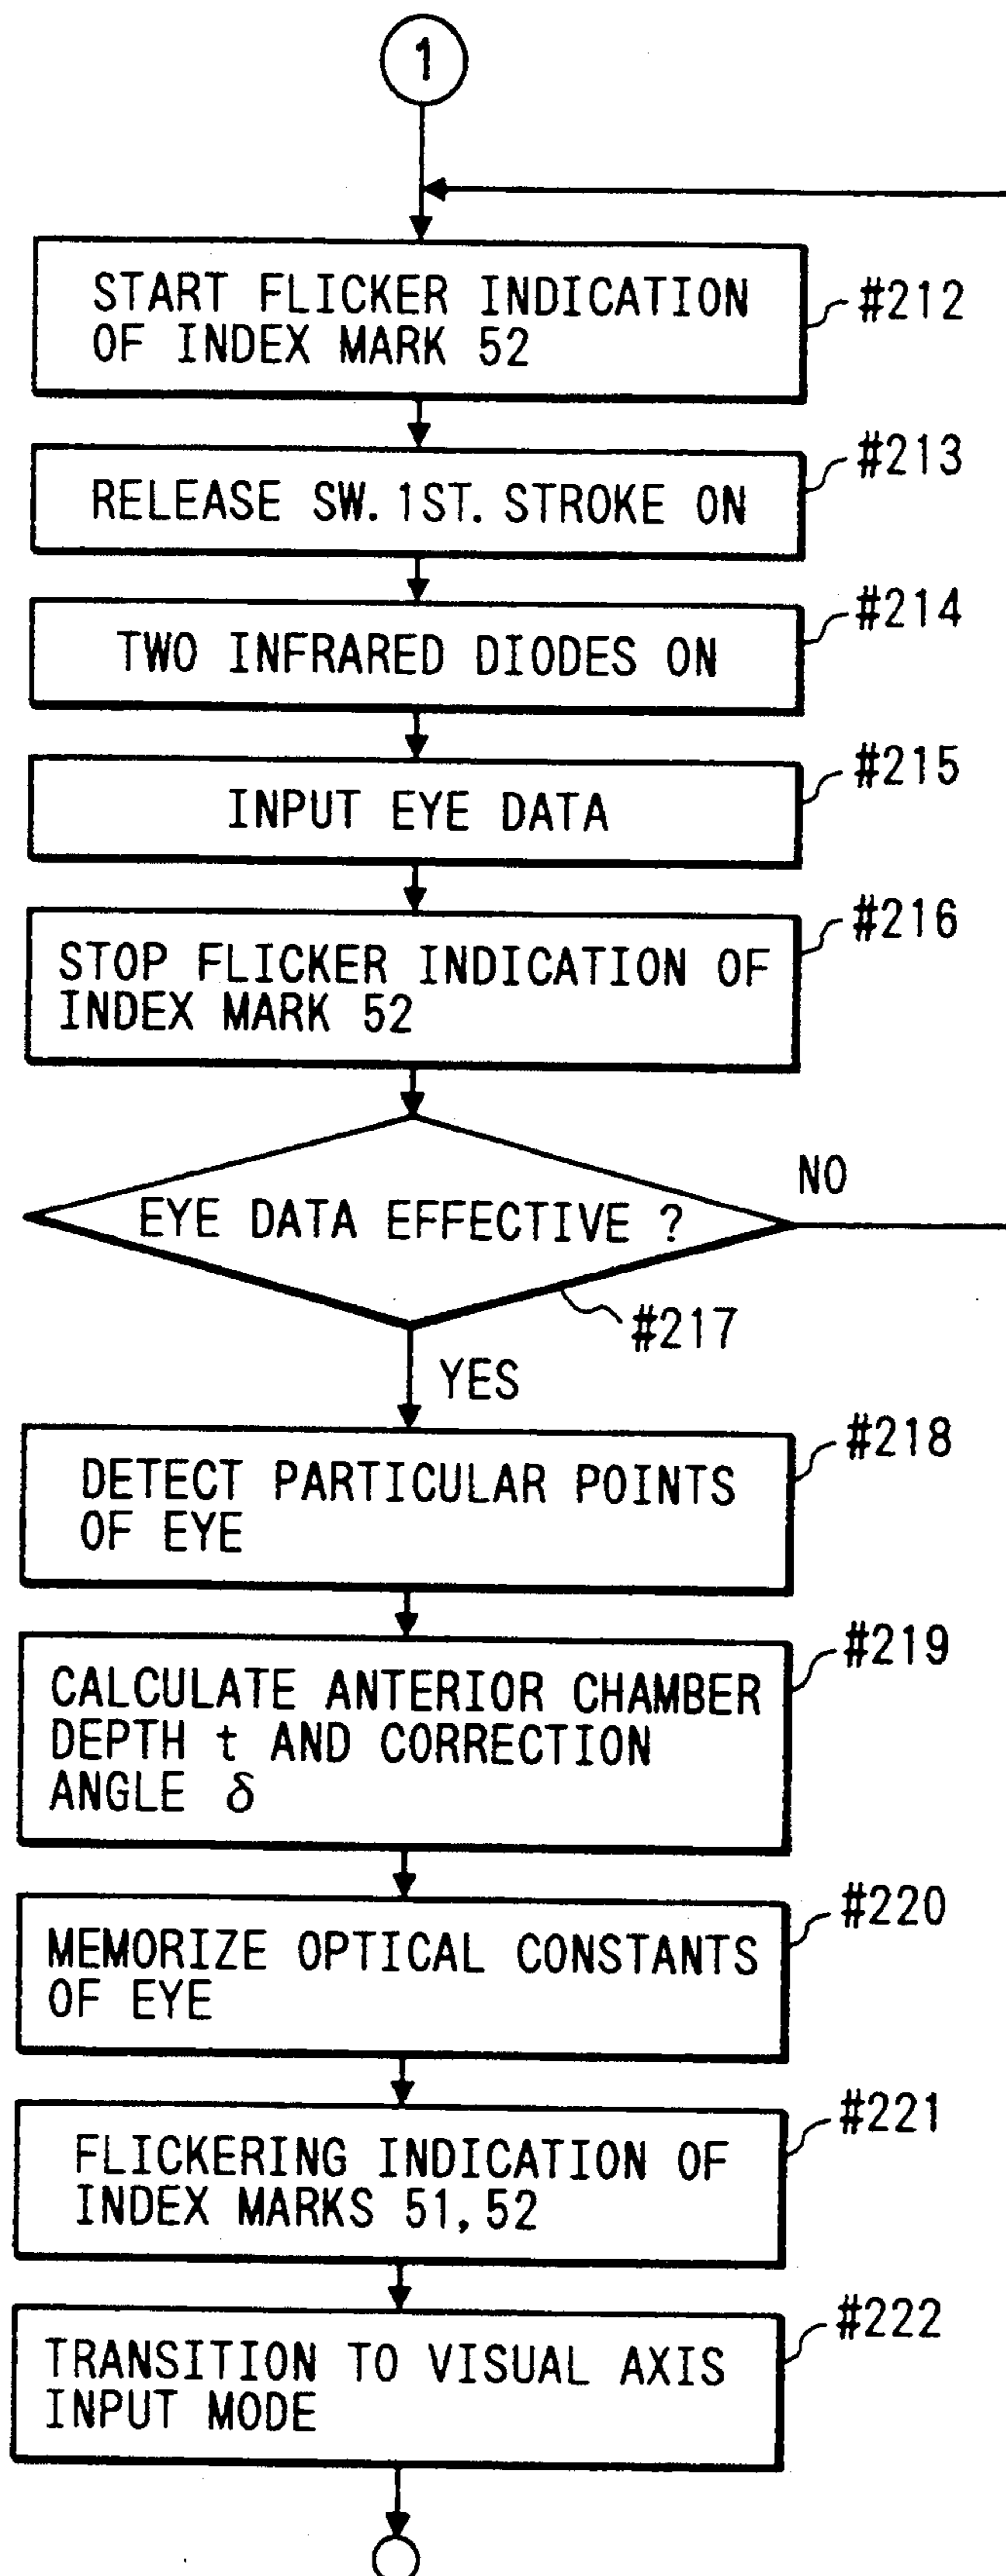 1
START FLICKER INDICATION
OF INDEX MARK 52
#212
RELEASE SW. 1ST. STROKE ON
#213
TWO INFRARED DIODES ON
#214
INPUT EYE DATA
#215
STOP FLICKER INDICATION OF
INDEX MARK 52
#216
EYE DATA EFFECTIVE ?
NO
#217
YES
DETECT PARTICULAR POINTS
OF EYE
#218
CALCULATE ANTERIOR CHAMBER
DEPTH t AND CORRECTION
ANGLE δ
#219
MEMORIZE OPTICAL CONSTANTS
OF EYE
#220
FLICKERING INDICATION OF
INDEX MARKS 51, 52
#221
TRANSITION TO VISUAL AXIS
INPUT MODE
#222